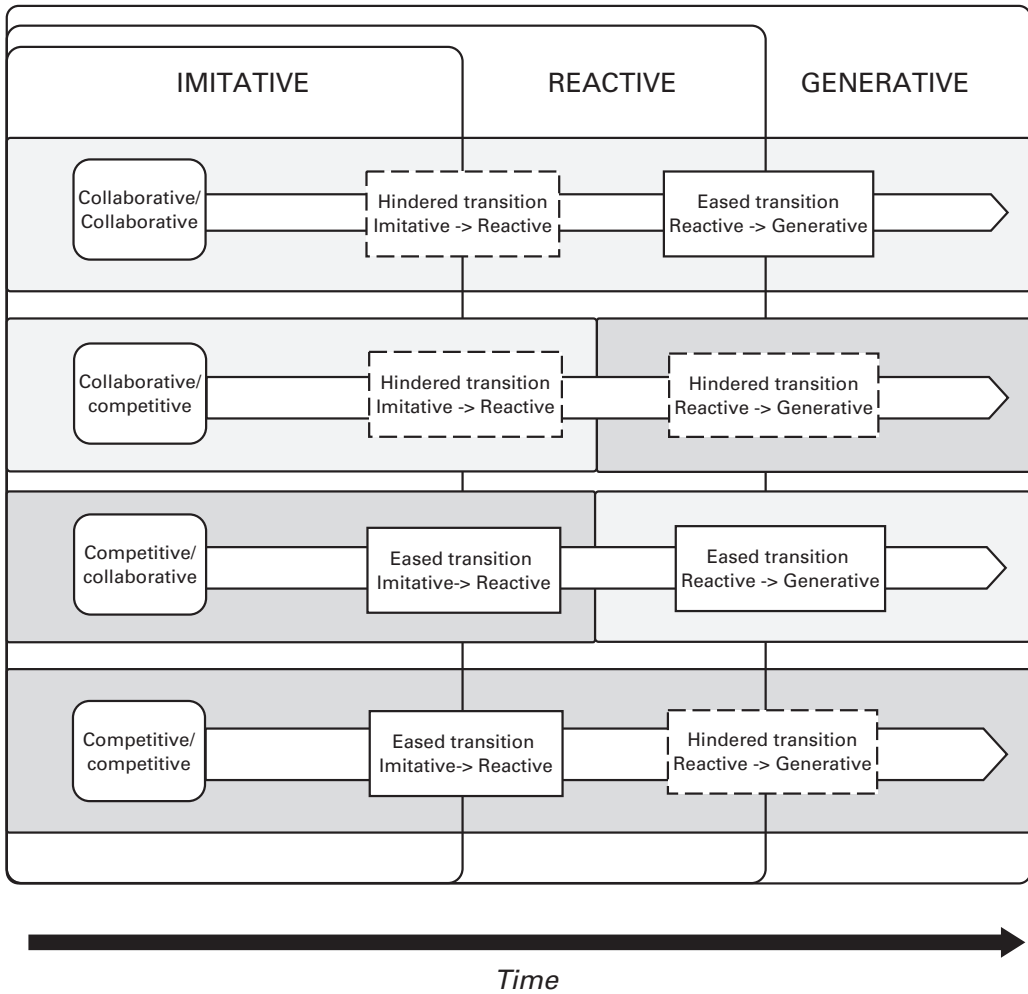 IMITATIVE
REACTIVE
GENERATIVE
Collaborative/
Collaborative
Hindered transition
Imitative -> Reactive
Eased transition
Reactive -> Generative
Collaborative/
competitive
Hindered transition
Imitative -> Reactive
Hindered transition
Reactive -> Generative
Competitive/
collaborative
Eased transition
Imitative-> Reactive
Eased transition
Reactive -> Generative
Competitive/
competitive
Eased transition
Imitative-> Reactive
Hindered transition
Reactive -> Generative
Time